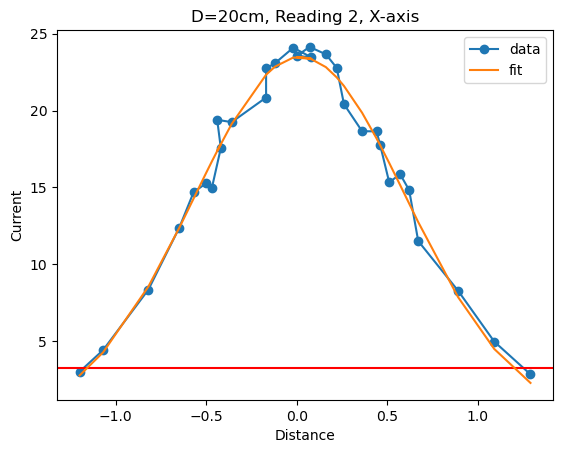 D=20cm, Reading 2, X-axis
data
fit
25
20
15
10
5
Current
−1.0
−0.5
0.0
0.5
1.0
Distance